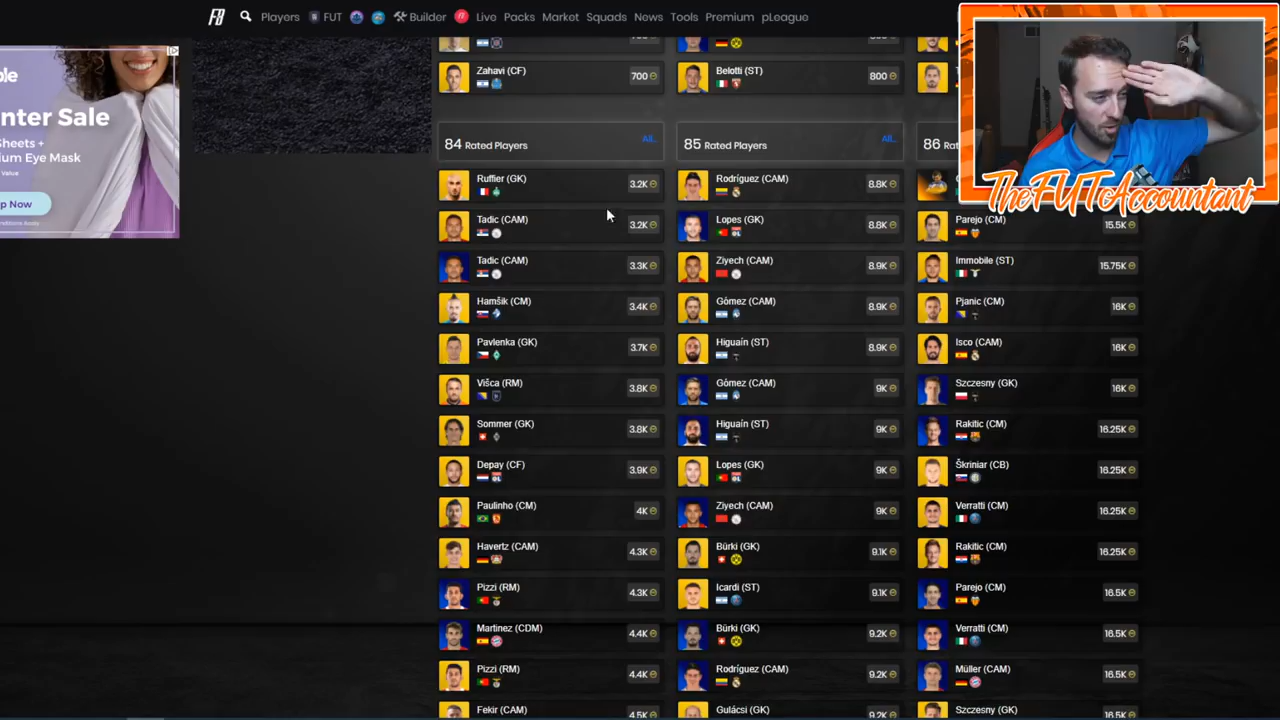 F8 Players FUT Builder Live Packs Market Squads News Tools Premium pLeague
Zahavi (CF) 700
Belotti (ST) 800
nter Sale
Sheets +
ium Eye Mask
Value
p Now
84 Rated Players All..
Ruffier (GK) 3.2K
Tadic (CAM) 3.2K
Tadic (CAM) 3.3K
Hamšik (CM) 3.4K
Pavlenka (GK) 3.7K
Višca (RM) 3.8K
Sommer (GK) 3.8K
Depay (CF) 3.9K
Paulinho (CM) 4K
Havertz (CAM) 4.3K
Pizzi (RM) 4.3K
Martinez (CDM) 4.4K
Pizzi (RM) 4.4K
Fekir (CAM) 4.5K
85 Rated Players All..
Rodríguez (CAM) 8.8K
Lopes (GK) 8.8K
Ziyech (CAM) 8.9K
Gómez (CAM) 8.9K
Higuaín (ST) 8.9K
Gómez (CAM) 9K
Higuaín (ST) 9K
Lopes (GK) 9K
Ziyech (CAM) 9K
Bürki (GK) 9.1K
Icardi (ST) 9.1K
Bürki (GK) 9.2K
Rodríguez (CAM) 9.2K
Gulácsi (GK) 9.2K
86 Rat
Parejo (CM) 15.5K
Immobile (ST) 15.75K
Pjanic (CM) 16K
Isco (CAM) 16K
Szczesny (GK) 16K
Rakitic (CM) 16.25K
Škriniar (CB) 16.25K
Verratti (CM) 16.25K
Rakitic (CM) 16.25K
Parejo (CM) 16.5K
Verratti (CM) 16.5K
Müller (CAM) 16.5K
Szczesny (GK) 16.5K
TheFUTAccountant